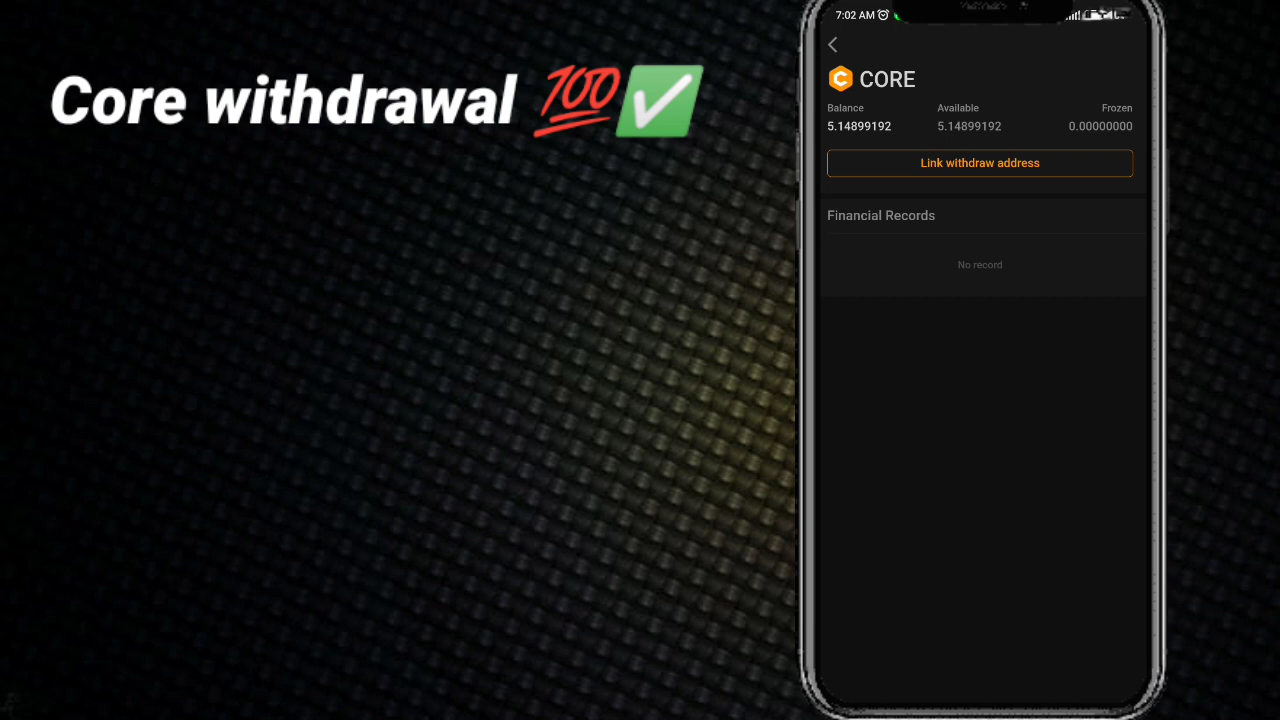 Core withdrawal 💯✅
7:02 AM
CORE
Balance Available Frozen
5.14899192 5.14899192 0.00000000
Link withdraw address
Financial Records
No record